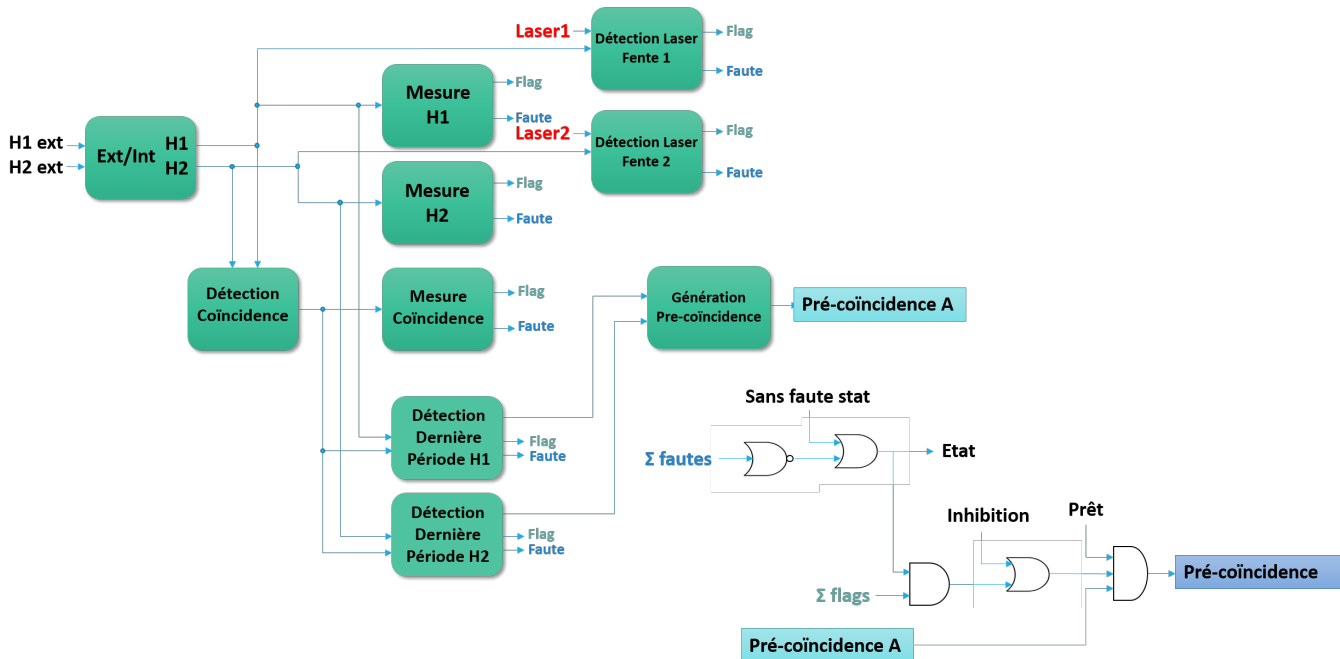 Laser1
Détection Laser
Fente 1
Flag
Faute
Mesure
H1
Flag
Faute
Laser2
Détection Laser
Fente 2
Flag
Faute
H1 ext
H2 ext
Ext/Int
H1
H2
Mesure
H2
Flag
Faute
Détection
Coïncidence
Mesure
Coïncidence
Flag
Faute
Génération
Pre-coïncidence
Pré-coïncidence A
Détection
Dernière
Période H1
Flag
Faute
Sans faute stat
Σ fautes
Etat
Détection
Dernière
Période H2
Flag
Faute
Inhibition
Prêt
Pré-coïncidence
Σ flags
Pré-coïncidence A